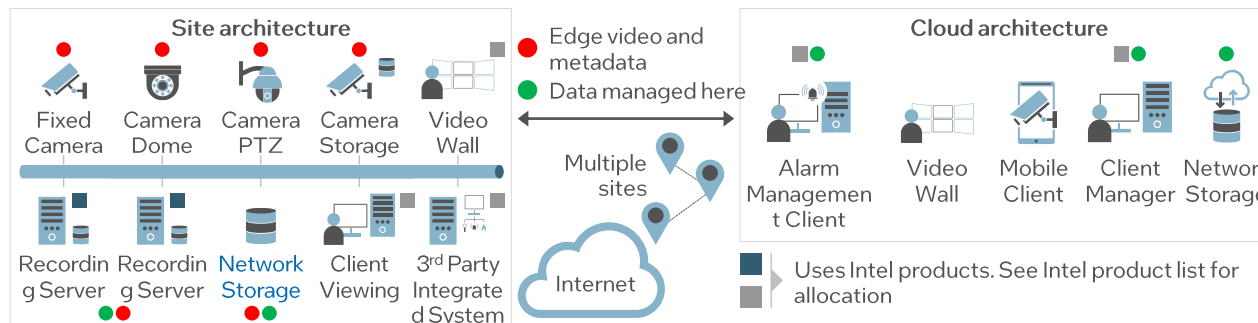 Site architecture
Fixed
Camera
Camera
Dome
Camera
PTZ
Camera
Storage
Video
Wall
Recordin
g Server
Recordin
g Server
Network
Storage
Client
Viewing
3rd Party
Integrate
d System
Edge video and
metadata
Data managed here
Multiple
sites
Internet
Cloud architecture
Alarm
Managemen
t Client
Video
Wall
Mobile
Client
Client
Manager
Network
Storage
Uses Intel products. See Intel product list for
allocation